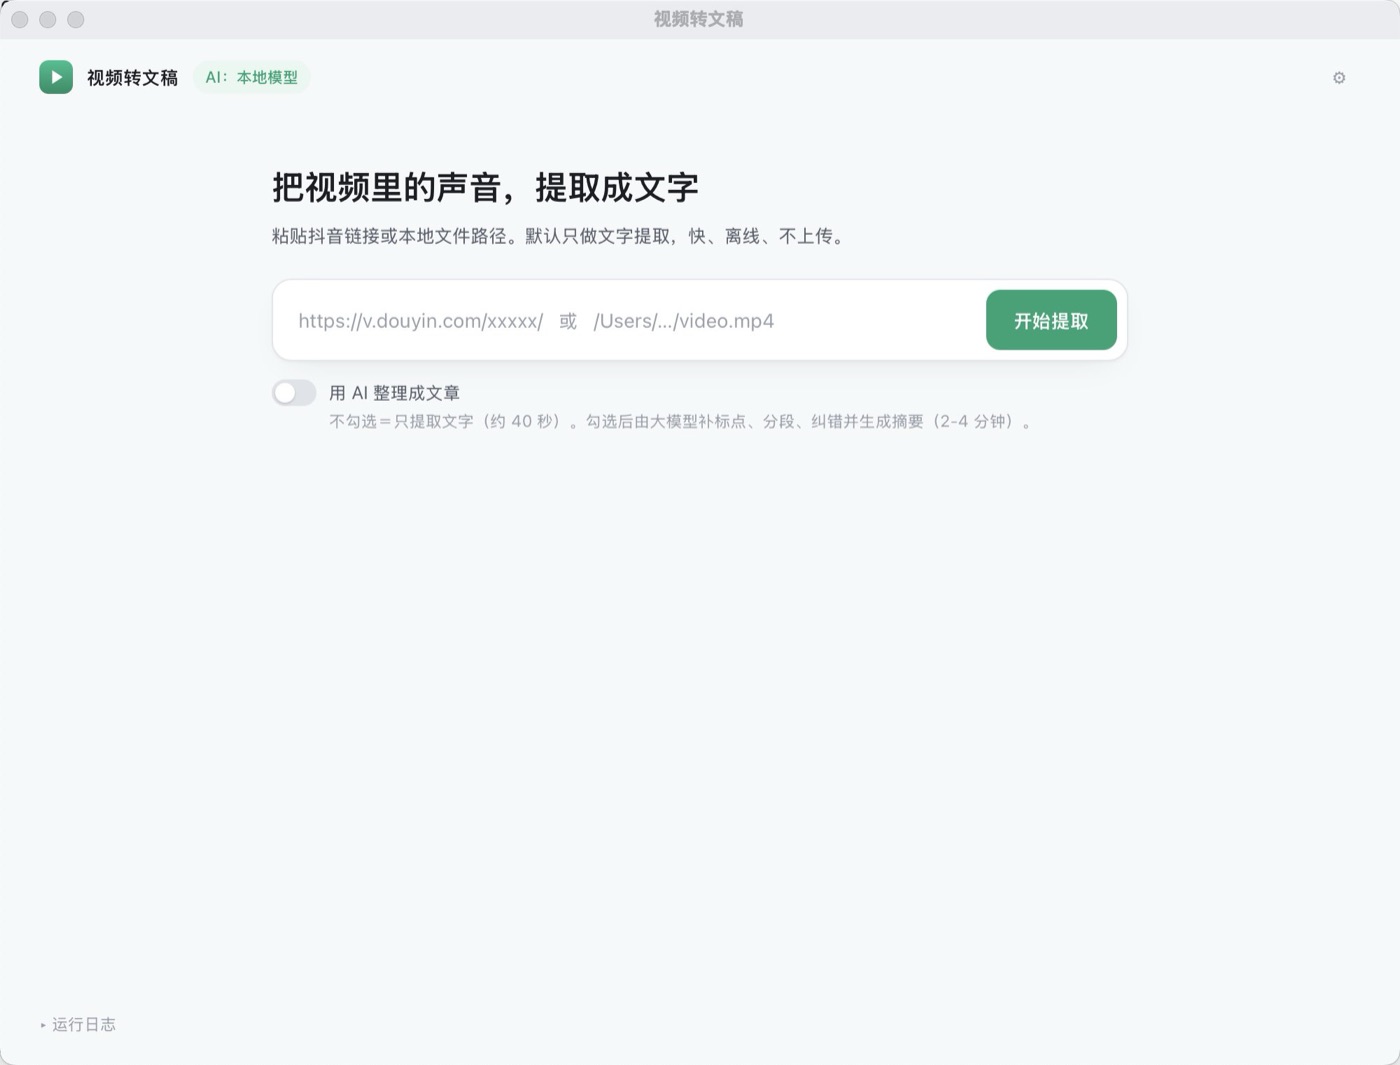 视频转文稿
视频转文稿
AI：本地模型
把视频里的声音，提取成文字
粘贴抖音链接或本地文件路径。默认只做文字提取，快、离线、不上传。
https://v.douyin.com/xxxxx/ 或 /Users/.../video.mp4
开始提取
用 AI 整理成文章
不勾选＝只提取文字（约 40 秒）。勾选后由大模型补标点、分段、纠错并生成摘要（2-4 分钟）。
运行日志